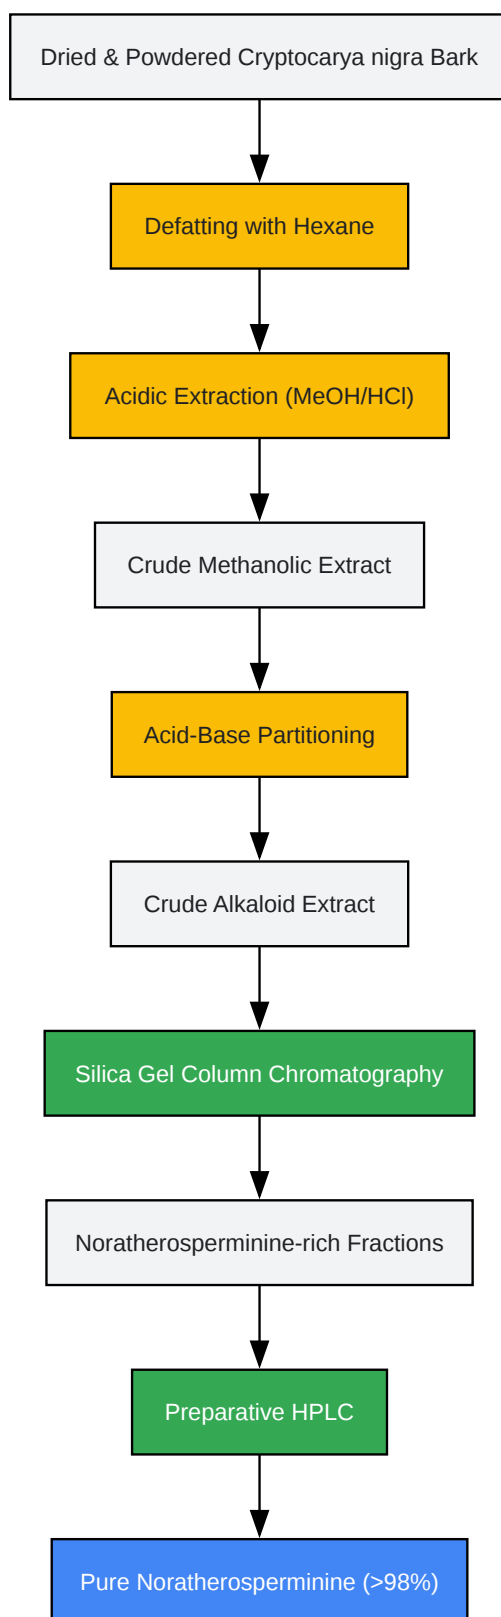 Dried & Powdered Cryptocarya nigra Bark
Defatting with Hexane
Acidic Extraction (MeOH/HCl)
Crude Methanolic Extract
Acid-Base Partitioning
Crude Alkaloid Extract
Silica Gel Column Chromatography
Noratherosperminine-rich Fractions
Preparative HPLC
Pure Noratherosperminine (>98%)